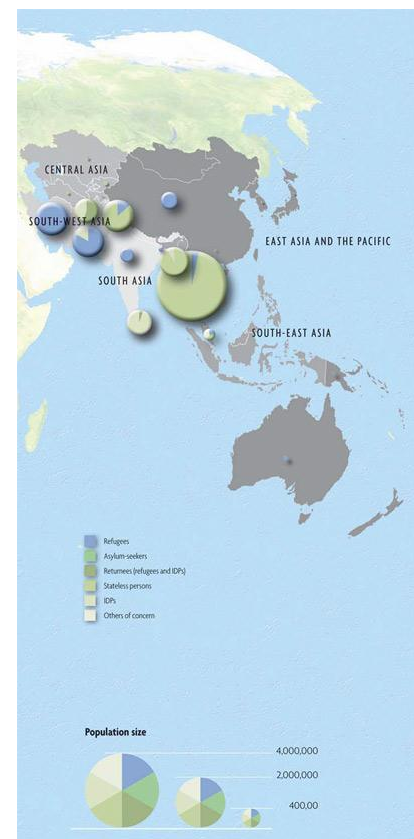 CENTRAL ASIA
SOUTH-WEST ASIA
EAST ASIA AND THE PACIFIC
SOUTH ASIA
SOUTH-EAST ASIA
Refugees
Asylum-seekers
Returnees (refugees and IDPs)
Stateless persons
IDPs
Others of concern
Population size
4,000,000
2,000,000
400,00